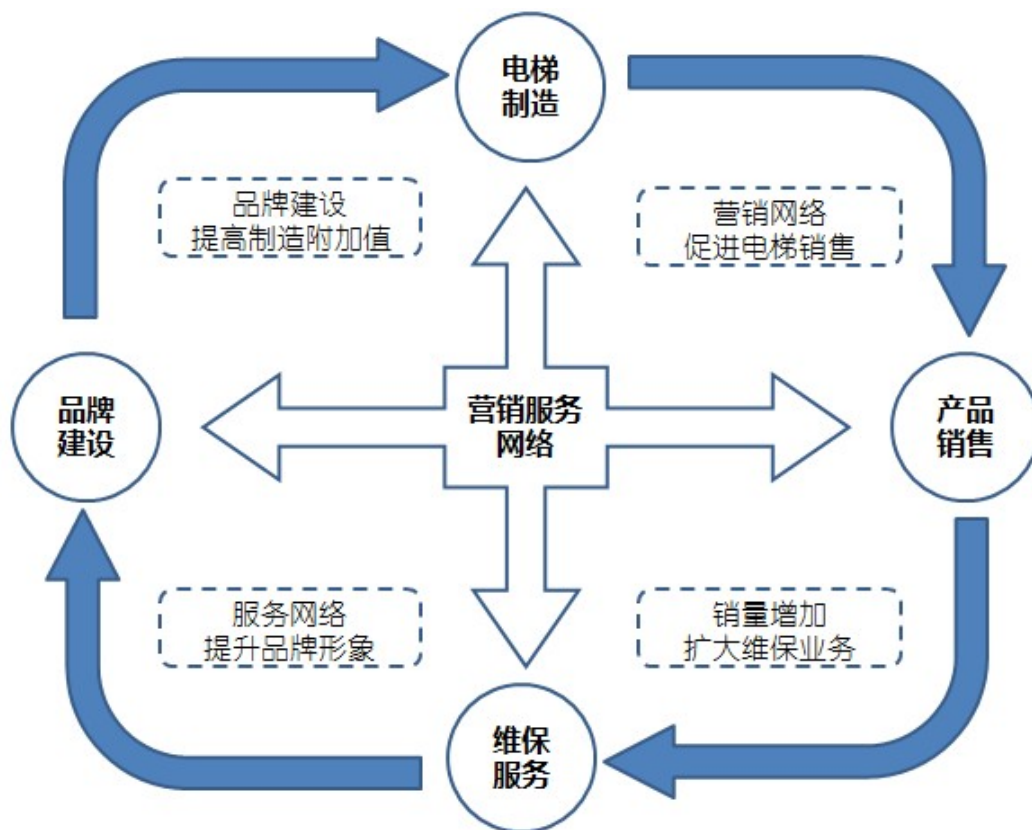 电梯
制造
品牌建设
提高制造附加值
营销网络
促进电梯销售
品牌
建设
营销服务
网络
产品
销售
服务网络
提升品牌形象
销量增加
扩大维保业务
维保
服务